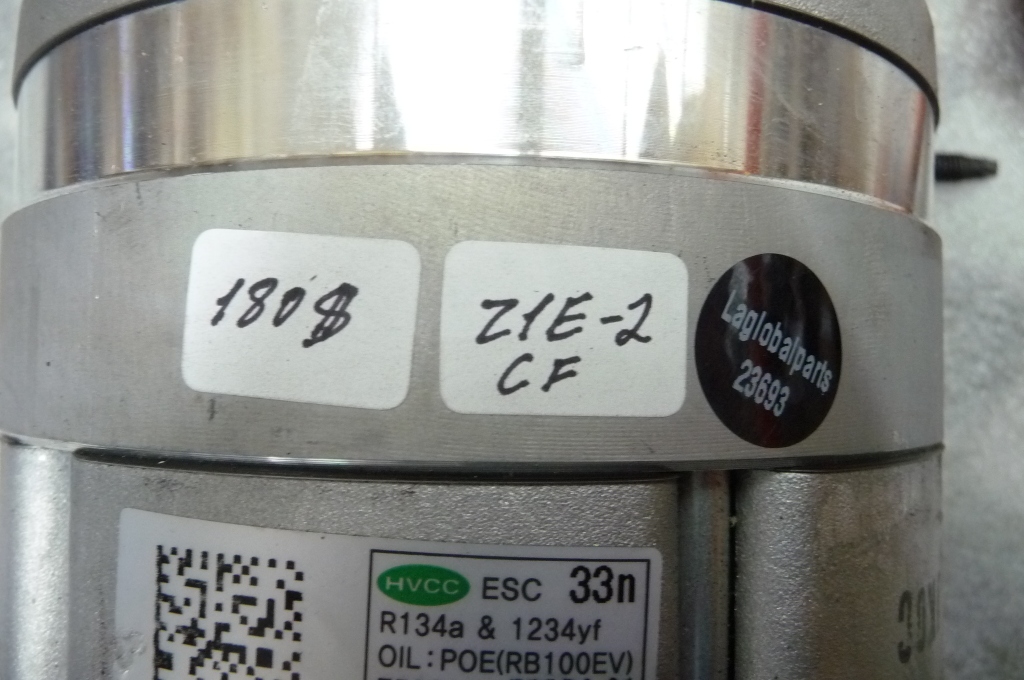 180$
Z1E-2
CF
Laglobalparts
23693
HVCC ESC 33n
R134a & 1234yf
OIL : POE(RB100EV)